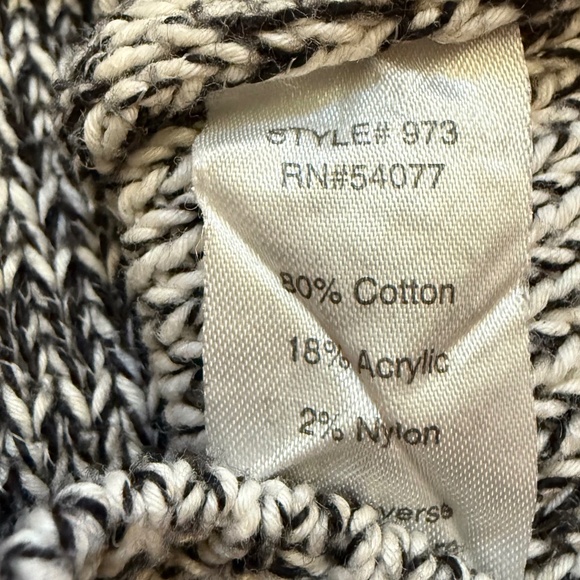 STYLE# 973
RN#54077
80% Cotton
18% Acrylic
2% Nylon